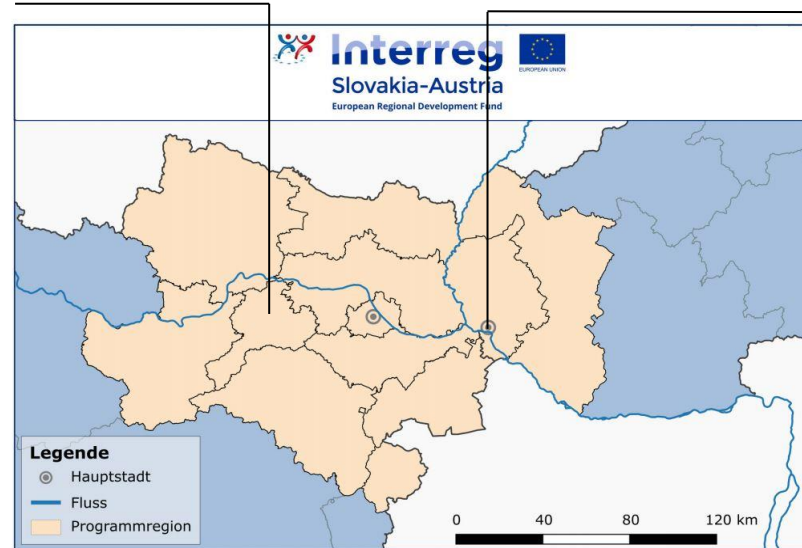 Interreg
EUROPEAN UNION
Slovakia-Austria
European Regional Development Fund
Legende
Hauptstadt
Fluss
Programmregion
0 40 80 120 km